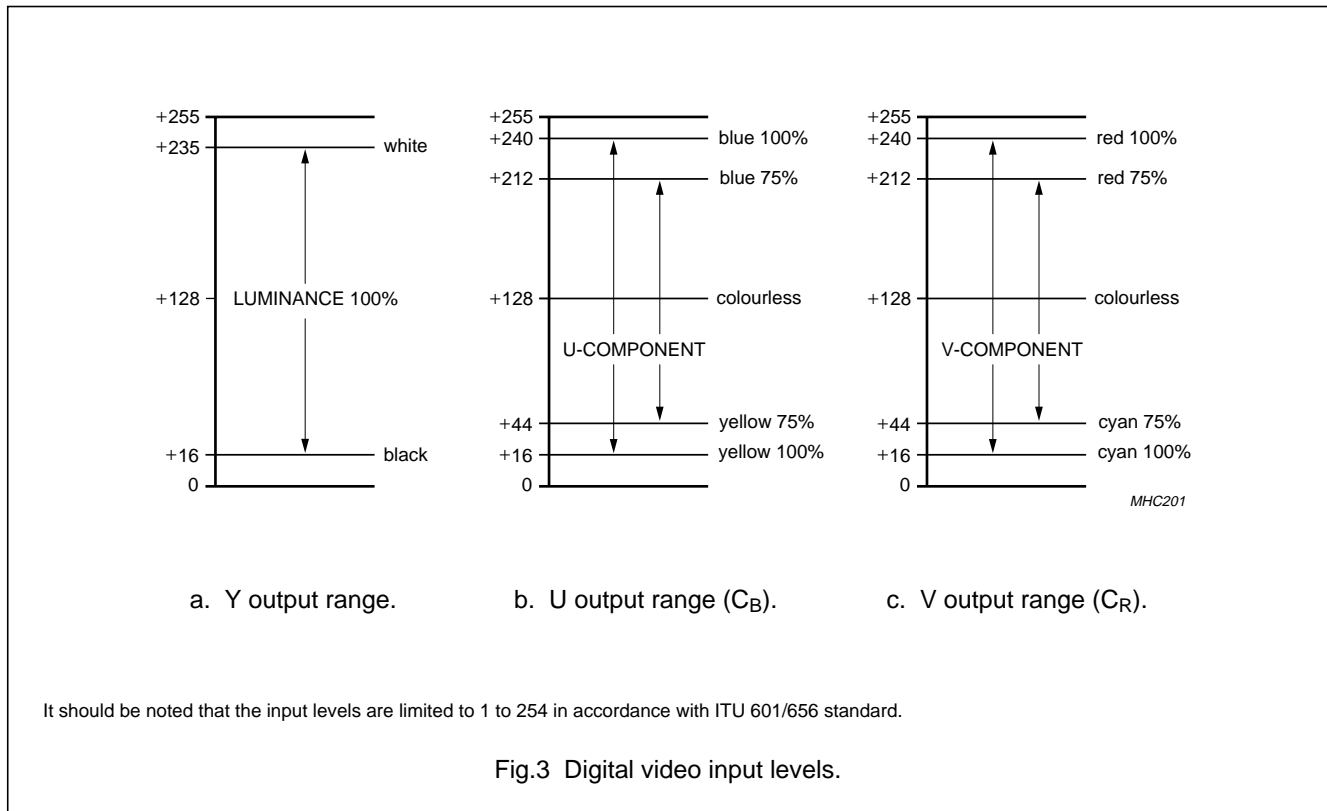 +255
+235
white
+128
LUMINANCE 100%
+16
black
0
+255
+240
blue 100%
+212
blue 75%
+128
colourless
U-COMPONENT
+44
yellow 75%
+16
yellow 100%
0
+255
+240
red 100%
+212
red 75%
+128
colourless
V-COMPONENT
+44
cyan 75%
+16
cyan 100%
0
MHC201
a. Y output range.
b. U output range (CB).
c. V output range (CR).
It should be noted that the input levels are limited to 1 to 254 in accordance with ITU 601/656 standard.
Fig.3 Digital video input levels.